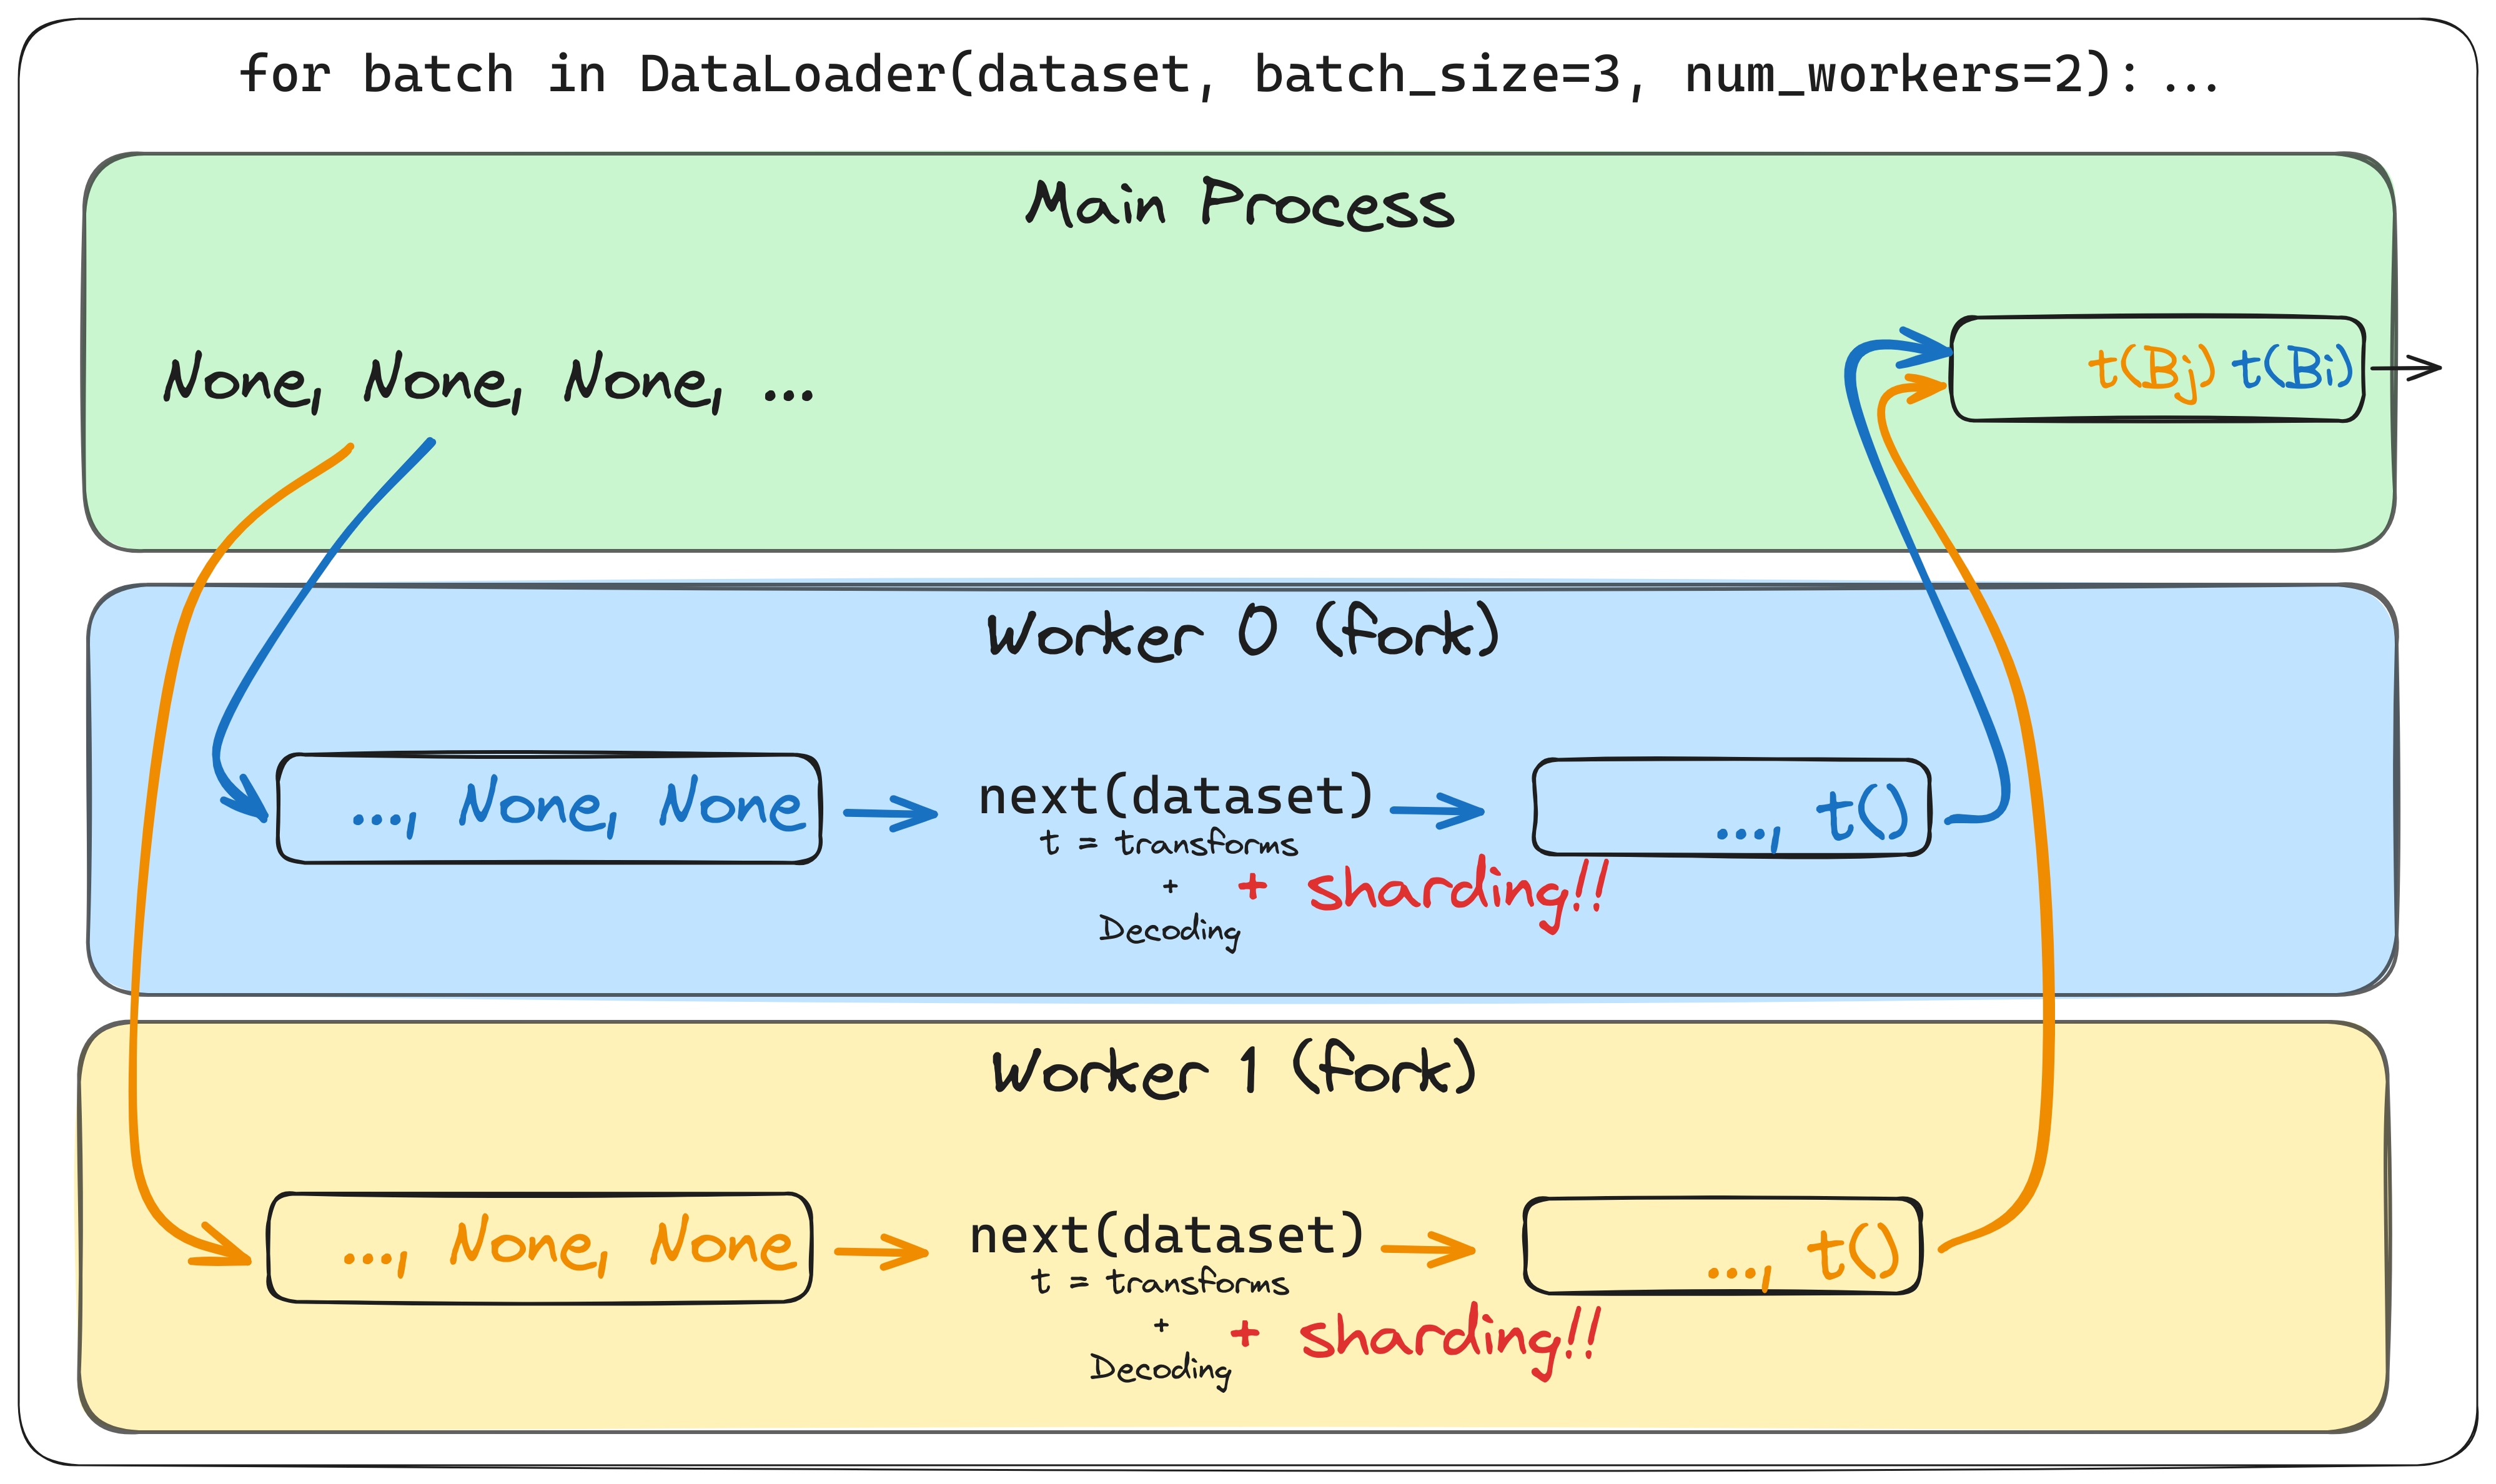 for batch in DataLoader(dataset, batch_size=3, num_workers=2): ...
Main Process
None, None, None, ...
t(Bj) t(Bi)
Worker 0 (fork)
..., None, None
next(dataset)
t = transforms
+
Decoding
+ sharding!!
..., t()
Worker 1 (fork)
..., None, None
next(dataset)
t = transforms
+
Decoding
+ sharding!!
..., t()